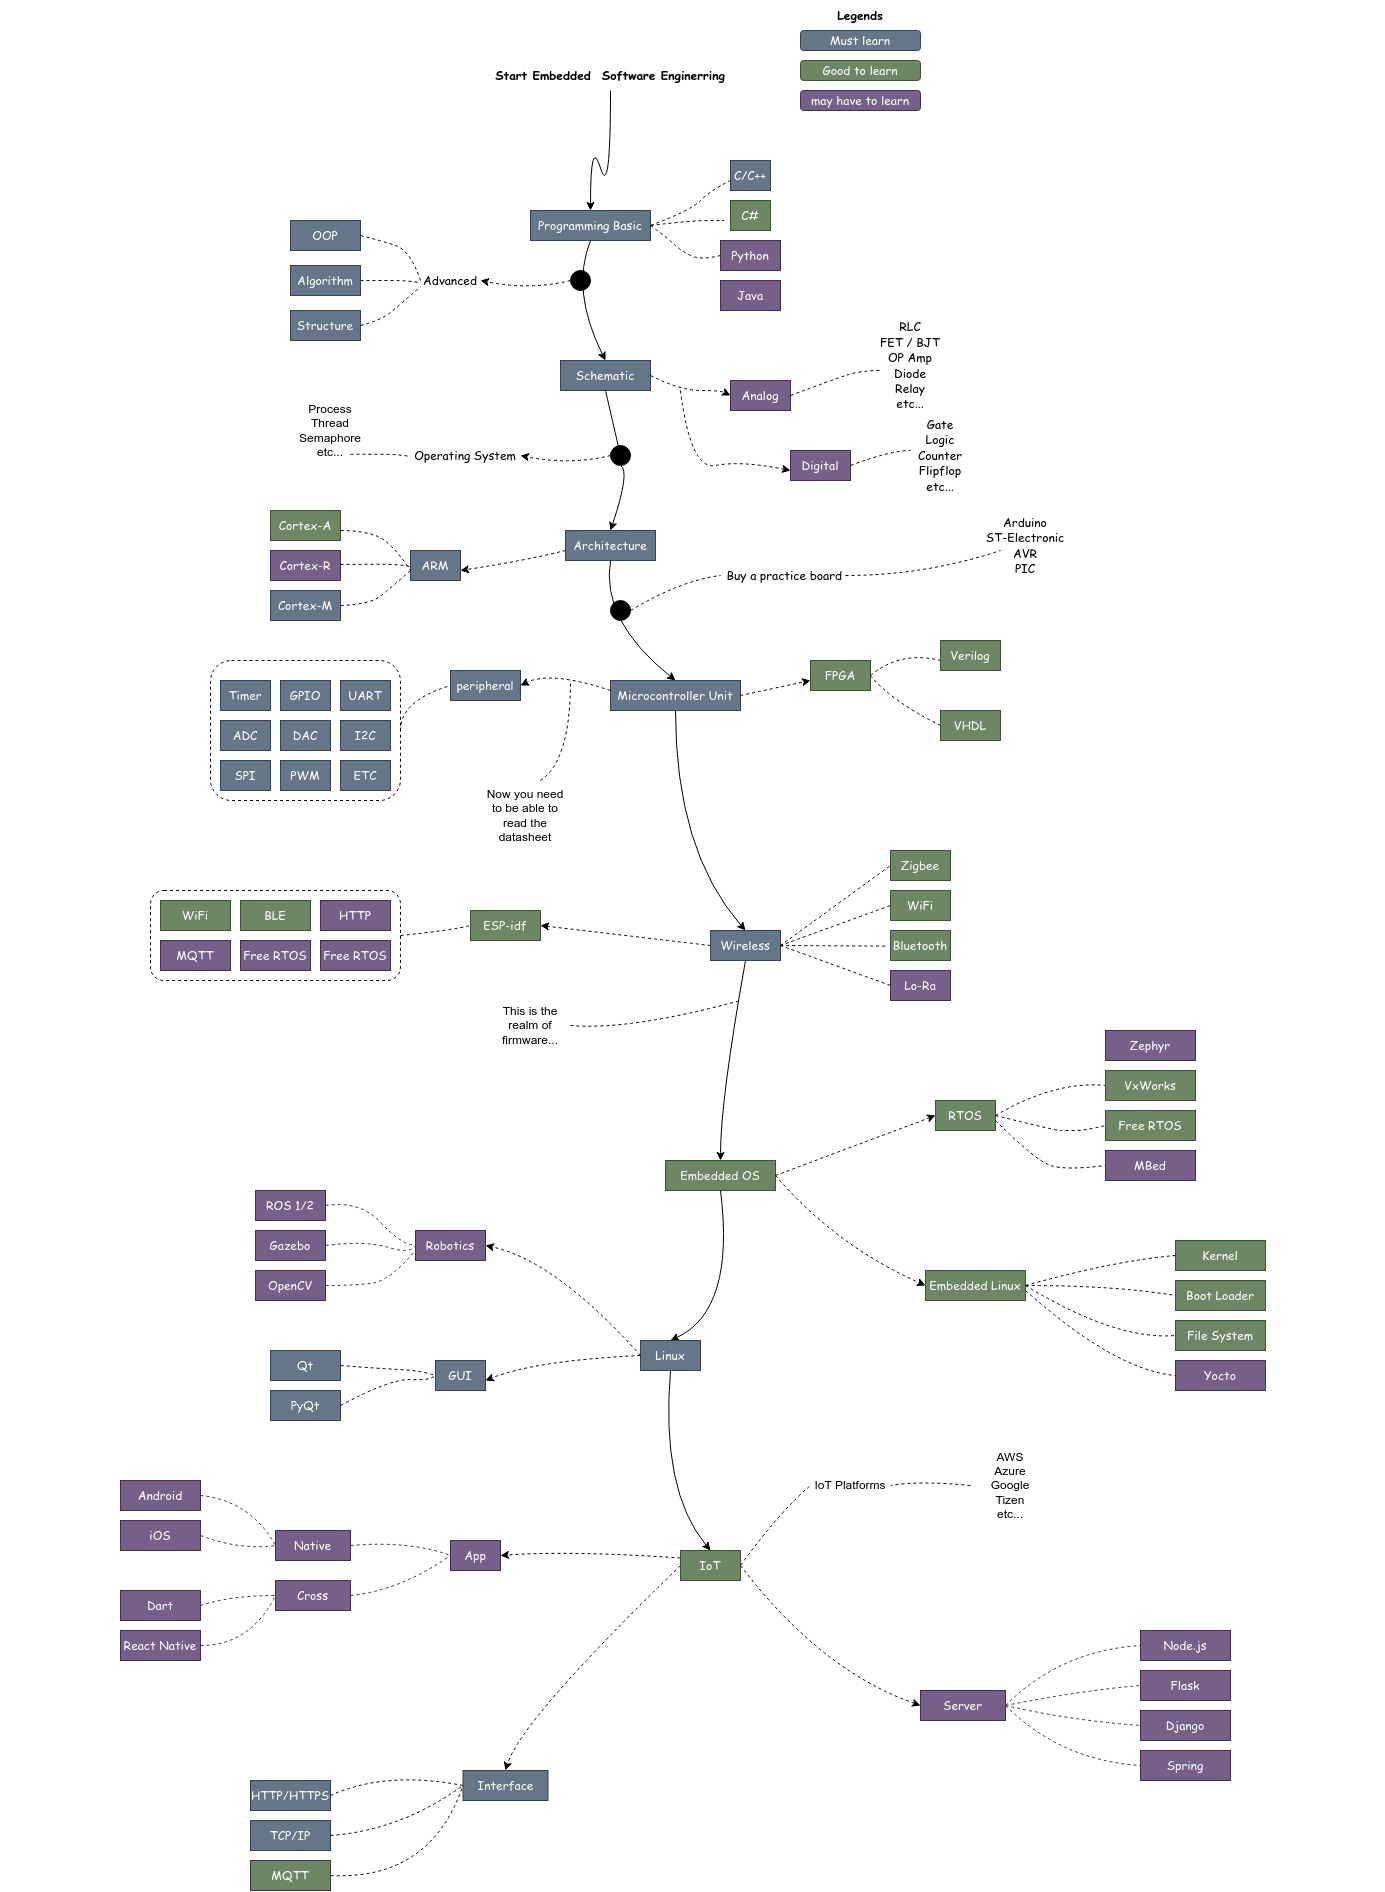 Legends
Must learn
Good to learn
may have to learn
Start Embedded Software Enginerring
C/C++
Programming Basic
C#
OOP
Python
Algorithm
Advanced
Java
Structure
RLC
FET / BJT
OP Amp
Diode
Relay
etc...
Schematic
Analog
Process
Thread
Semaphore
etc...
Operating System
Gate
Logic
Counter
Flipflop
etc...
Digital
Cortex-A
Architecture
Cortex-R
ARM
Cortex-M
Arduino
ST-Electronic
AVR
PIC
Buy a practice board
Verilog
FPGA
VHDL
Microcontroller Unit
peripheral
Timer
GPIO
UART
ADC
DAC
I2C
SPI
PWM
ETC
Now you need
to be able to
read the
datasheet
Zigbee
WiFi
Bluetooth
Lo-Ra
Wireless
ESP-idf
WiFi
BLE
HTTP
MQTT
Free RTOS
Free RTOS
This is the
realm of
firmware...
Zephyr
VxWorks
RTOS
Free RTOS
MBed
Embedded OS
ROS 1/2
Gazebo
Robotics
OpenCV
Kernel
Embedded Linux
Boot Loader
File System
Yocto
Linux
Qt
GUI
PyQt
AWS
Azure
Google
Tizen
etc...
IoT Platforms
Android
iOS
Native
App
IoT
Cross
Dart
React Native
Node.js
Flask
Server
Django
Spring
Interface
HTTP/HTTPS
TCP/IP
MQTT